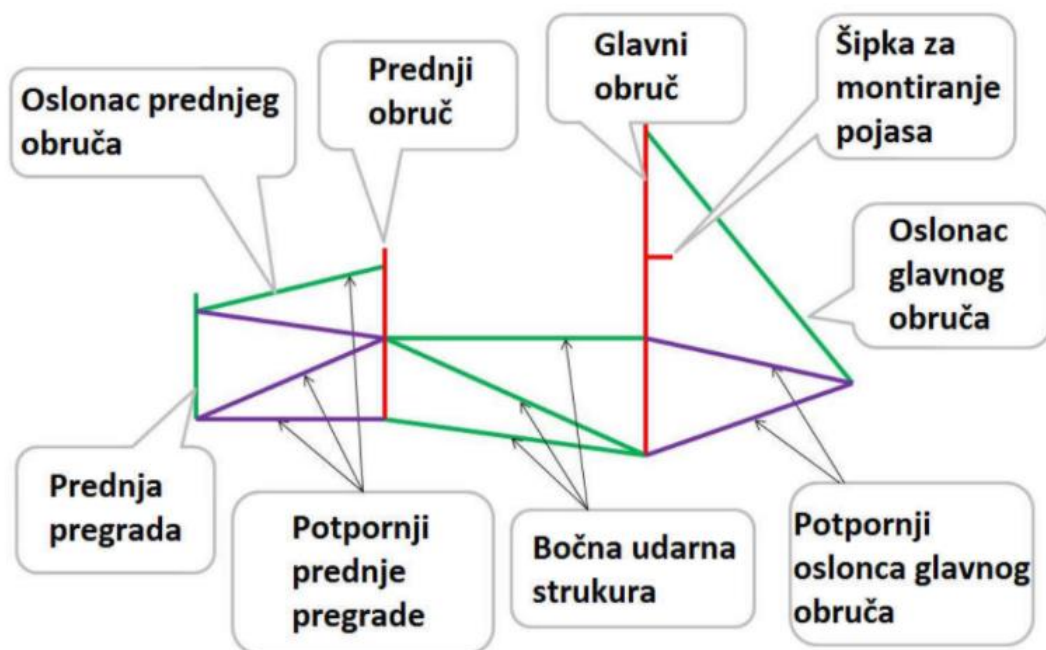 Oslonac prednjeg
obruča
Prednji
obruč
Glavni
obruč
Šipka za
montiranje
pojasa
Oslonac
glavnog
obruča
Prednja
pregrada
Potpornji
prednje
pregrade
Bočna udarna
strukura
Potpornji
oslonca glavnog
obruča